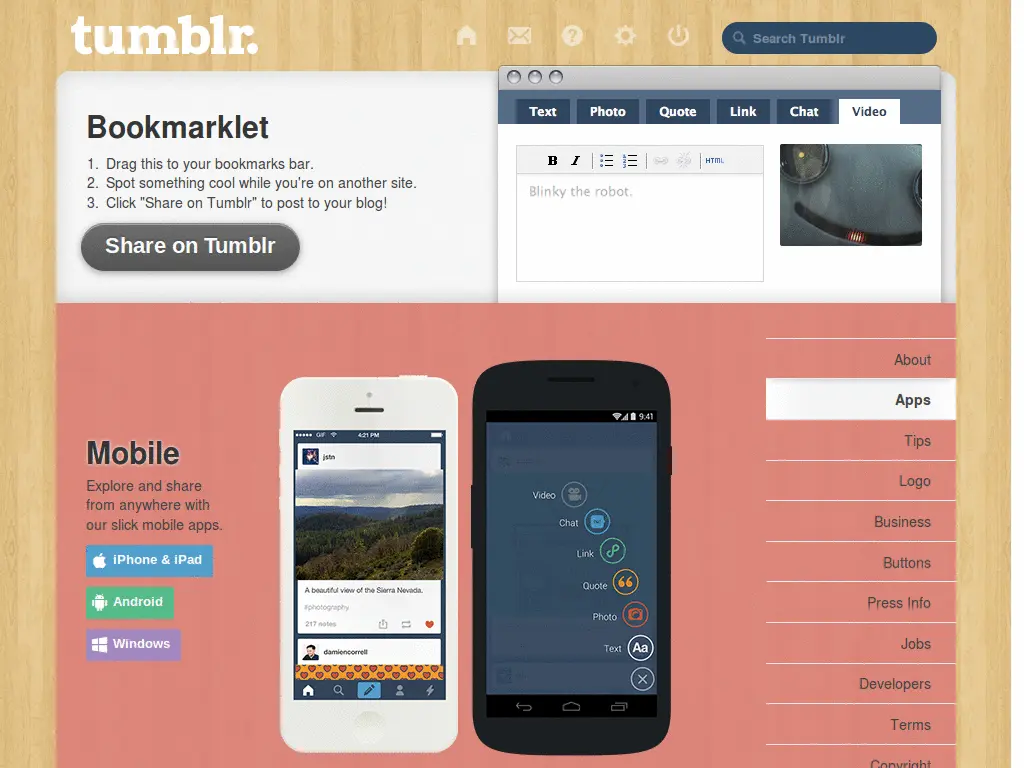 tumblr.
Search Tumblr
Bookmarklet
1. Drag this to your bookmarks bar.
2. Spot something cool while you're on another site.
3. Click "Share on Tumblr" to post to your blog!
Share on Tumblr
Text Photo Quote Link Chat Video
B I HTML
Blinky the robot.
Mobile
Explore and share
from anywhere with
our slick mobile apps.
iPhone & iPad
Android
Windows
GIF 4:21 PM
jstn
A beautiful view of the Sierra Nevada.
#photography
217 notes
damiencorrell
9:41
Video
Chat
Link
Quote
Photo
Text Aa
About
Apps
Tips
Logo
Business
Buttons
Press Info
Jobs
Developers
Terms
Copyright